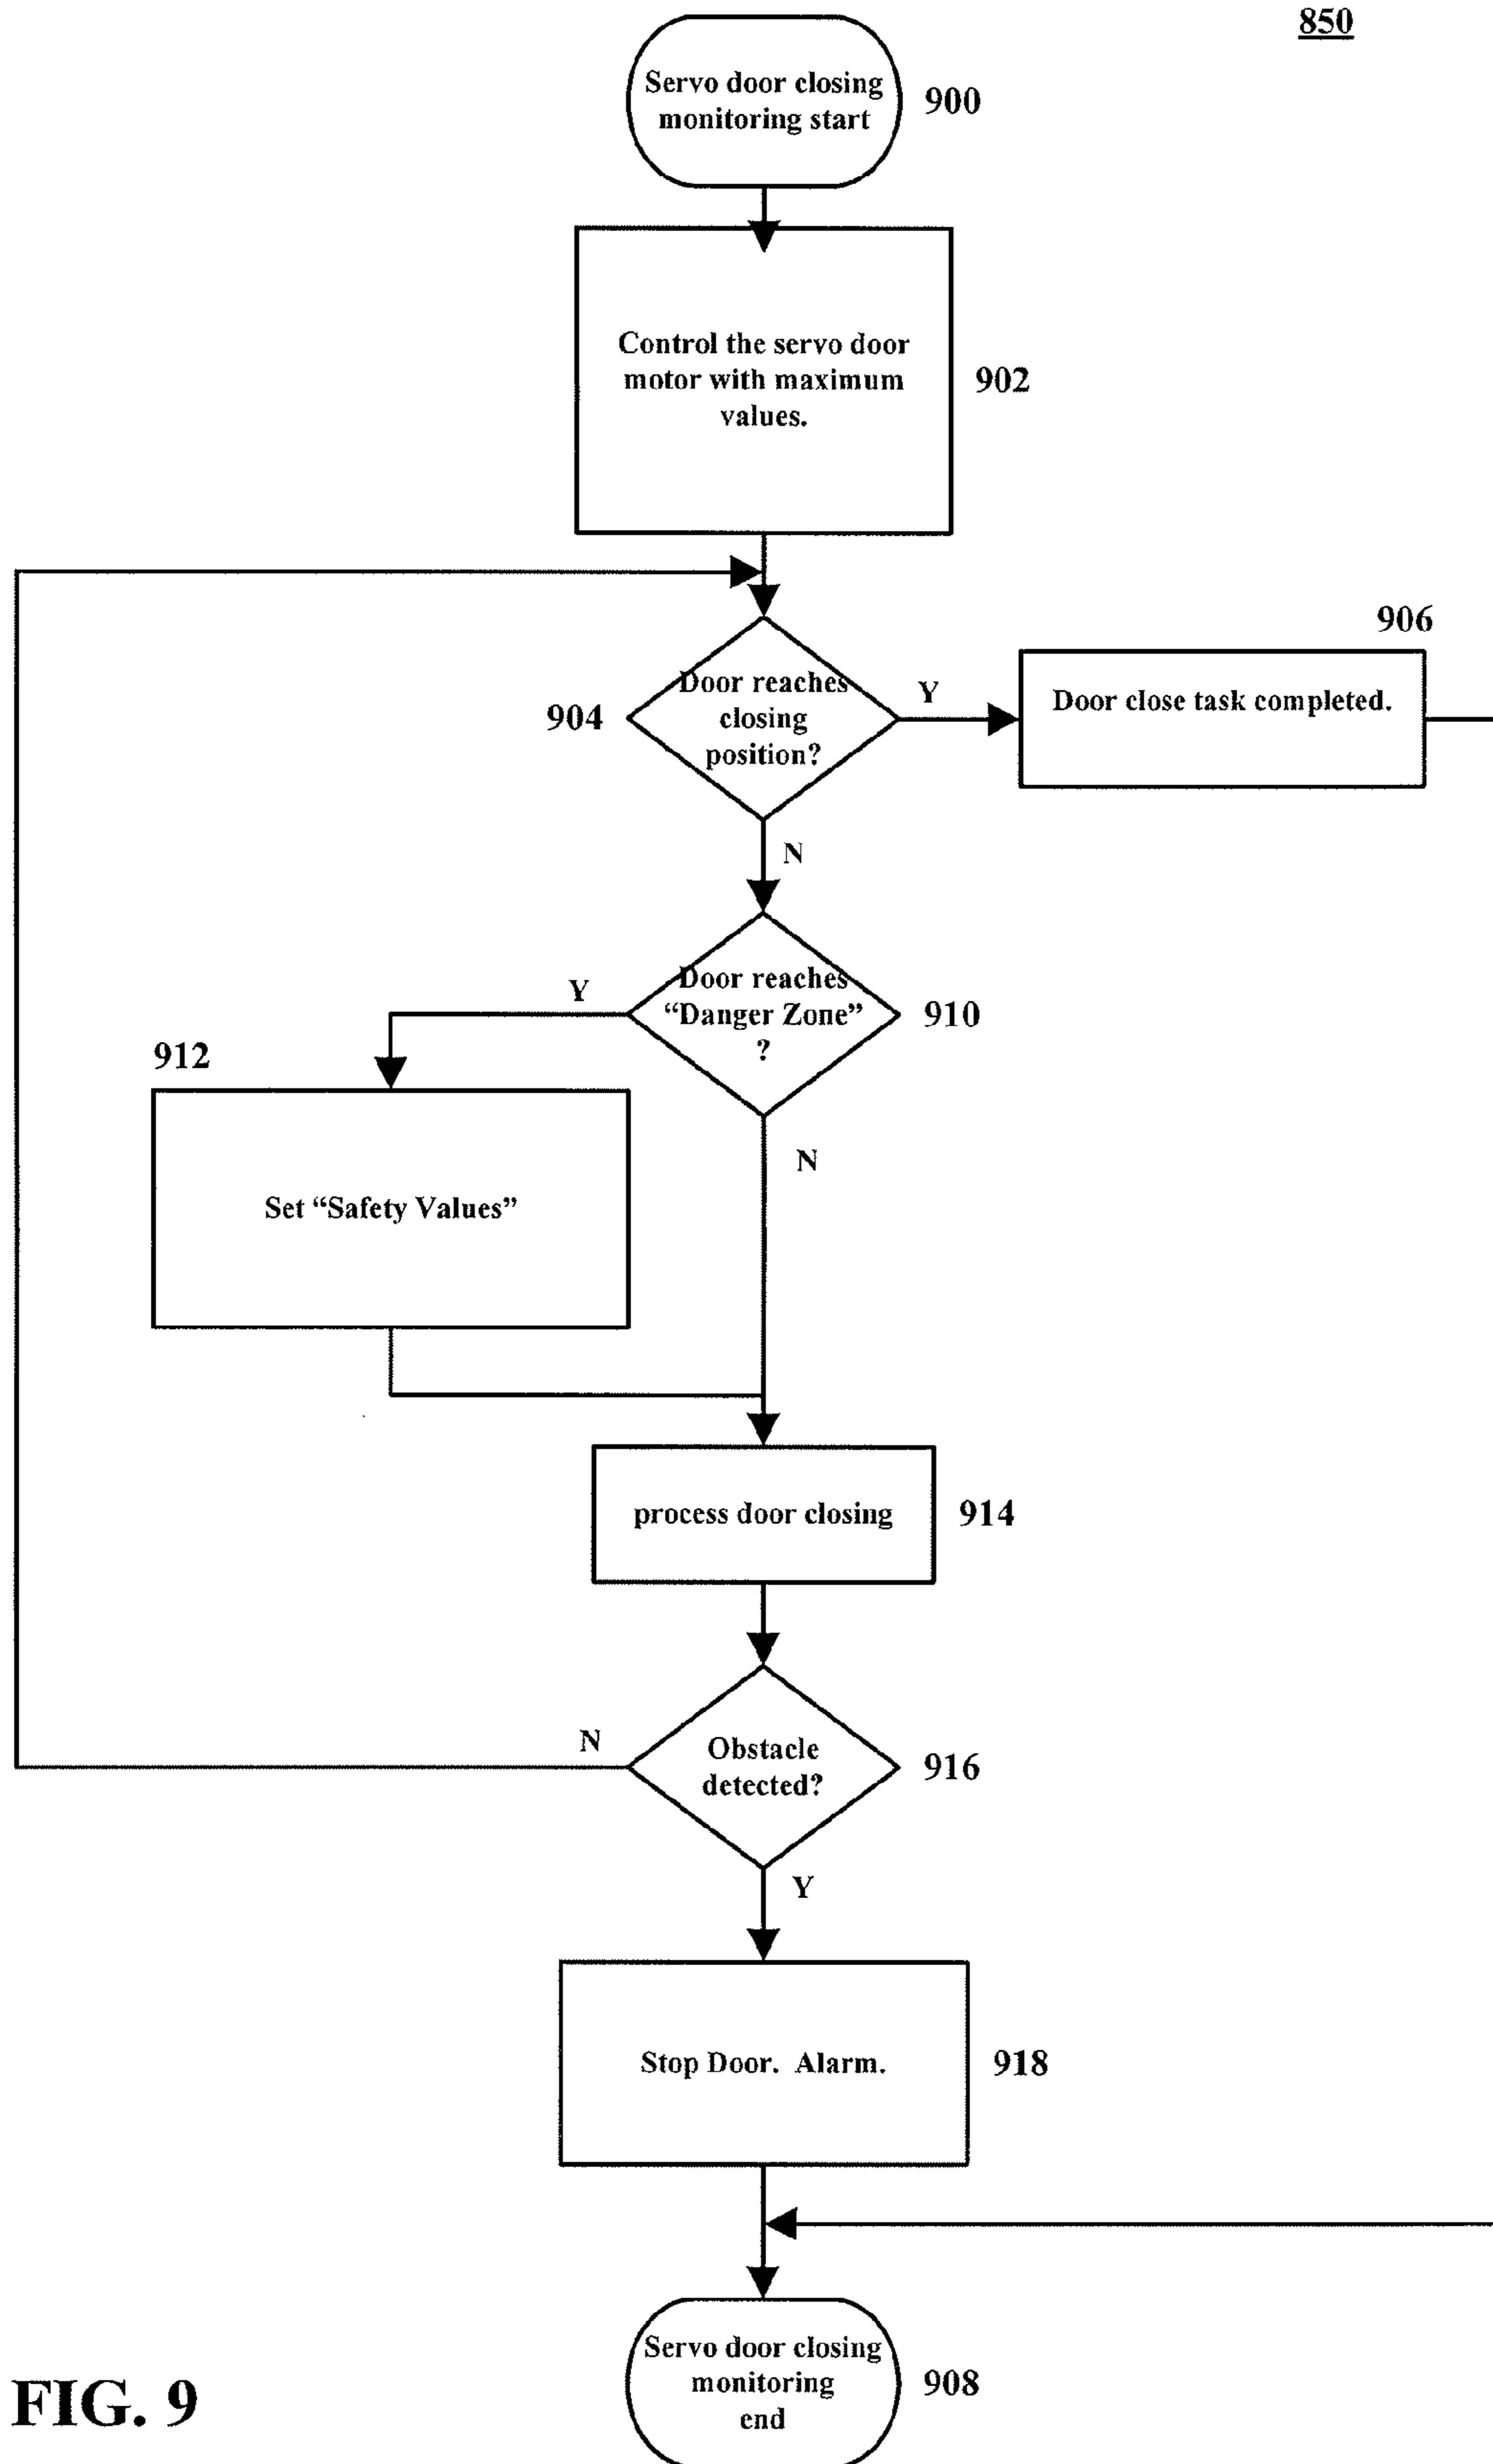 850
Servo door closing
monitoring start
900
Control the servo door
motor with maximum
values.
902
906
Door reaches
closing
position?
904
Y
Door close task completed.
N
Door reaches
“Danger Zone”
?
910
Y
912
N
Set “Safety Values”
process door closing
914
Obstacle
detected?
916
N
Y
Stop Door.  Alarm.
918
Servo door closing
monitoring
end
908
FIG. 9